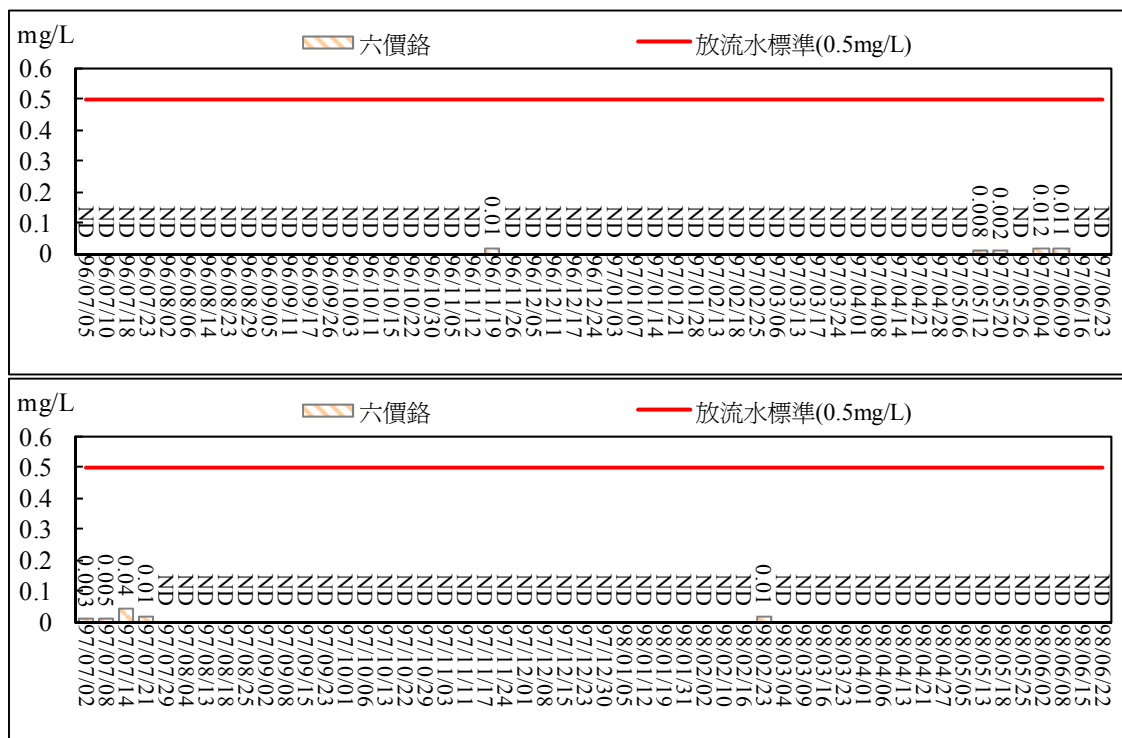 mg/L
六價鉻
放流水標準(0.5mg/L)
0.6
0.5
0.4
0.3
0.2
0.1
0
ND ND ND ND ND ND ND ND ND ND ND ND ND ND ND ND ND ND ND ND 0.01 ND ND ND ND ND ND ND ND ND ND ND ND ND ND ND ND ND ND ND ND ND ND ND 0.008 0.002 ND 0.012 0.011 ND ND
96/07/05 96/07/10 96/07/18 96/07/23 96/08/02 96/08/06 96/08/14 96/08/23 96/08/29 96/09/05 96/09/11 96/09/17 96/09/26 96/10/03 96/10/11 96/10/15 96/10/22 96/10/30 96/11/05 96/11/12 96/11/19 96/11/26 96/12/05 96/12/11 96/12/17 96/12/24 97/01/03 97/01/07 97/01/14 97/01/21 97/01/28 97/02/13 97/02/18 97/02/25 97/03/06 97/03/13 97/03/17 97/03/24 97/04/01 97/04/08 97/04/14 97/04/21 97/04/28 97/05/06 97/05/12 97/05/20 97/05/26 97/06/04 97/06/09 97/06/16 97/06/23
mg/L
六價鉻
放流水標準(0.5mg/L)
0.6
0.5
0.4
0.3
0.2
0.1
0
0.003 0.005 0.04 0.01 ND ND ND ND ND ND ND ND ND ND ND ND ND ND ND ND ND ND ND ND ND ND ND ND ND ND ND ND ND ND 0.01 ND ND ND ND ND ND ND ND ND ND ND ND ND ND ND ND ND
97/07/02 97/07/08 97/07/14 97/07/21 97/07/29 97/08/04 97/08/13 97/08/18 97/08/25 97/09/02 97/09/08 97/09/15 97/09/23 97/10/01 97/10/06 97/10/13 97/10/22 97/10/29 97/11/03 97/11/11 97/11/17 97/11/24 97/12/01 97/12/08 97/12/15 97/12/23 97/12/30 98/01/05 98/01/12 98/01/19 98/01/31 98/02/02 98/02/16 98/02/23 98/03/04 98/03/09 98/03/16 98/03/23 98/04/01 98/04/06 98/04/13 98/04/21 98/04/27 98/05/05 98/05/13 98/05/18 98/05/25 98/06/02 98/06/08 98/06/15 98/06/22